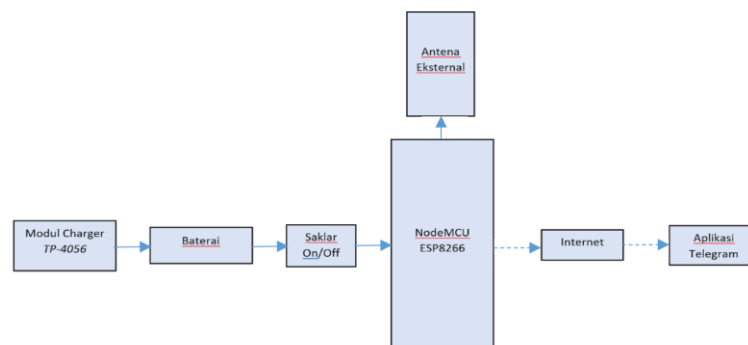 Antena
Eksternal
Modul Charger
TP-4056
Baterai
Saklar
On/Off
NodeMCU
ESP8266
Internet
Aplikasi
Telegram